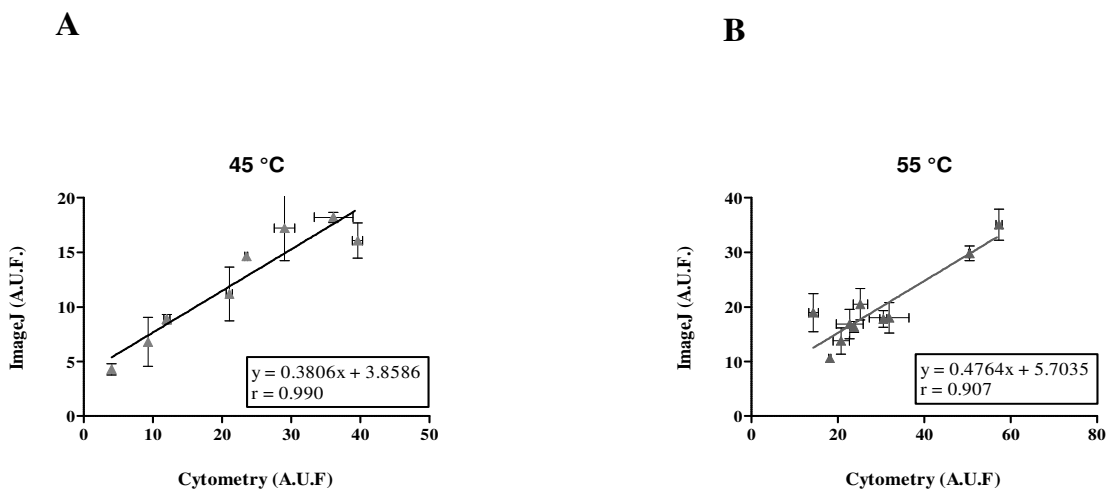 A
45 °C
20
15
10
5
0
ImageJ (A.U.F.)
y = 0.3806x + 3.8586
r = 0.990
0 10 20 30 40 50
Cytometry (A.U.F)
B
55 °C
40
30
20
10
0
ImageJ (A.U.F.)
y = 0.4764x + 5.7035
r = 0.907
0 20 40 60 80
Cytometry (A.U.F)